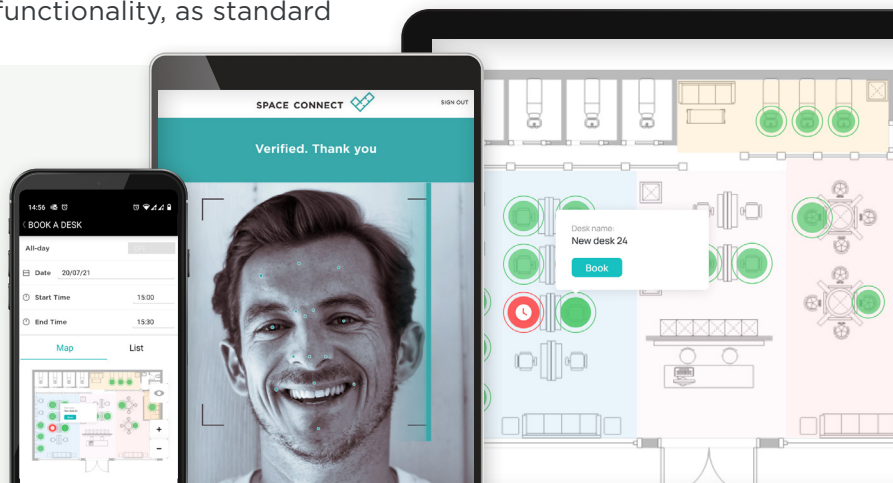 functionality, as standard
SPACE CONNECT
SIGN OUT
Verified. Thank you
14:56
BOOK A DESK
All-day
Date 20/07/21
Start Time 15:00
End Time 15:30
Map List
Desk name:
New desk 24
Book
+
-